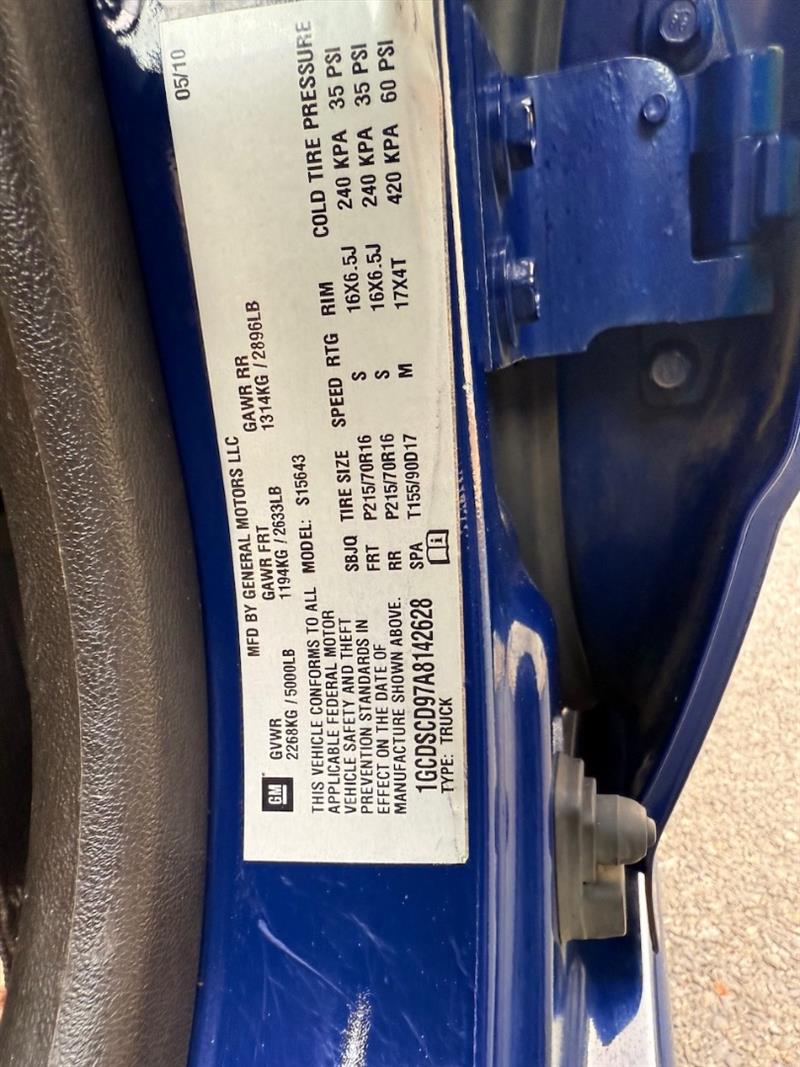 MFD BY GENERAL MOTORS LLC 05/10
GM
GVWR GAWR FRT GAWR RR
2268KG / 5000LB 1194KG / 2633LB 1314KG / 2896LB
THIS VEHICLE CONFORMS TO ALL
APPLICABLE FEDERAL MOTOR
VEHICLE SAFETY AND THEFT
PREVENTION STANDARDS IN
EFFECT ON THE DATE OF
MANUFACTURE SHOWN ABOVE.
1GCDSCD97A8142628
TYPE: TRUCK
MODEL: S15643
SBJQ TIRE SIZE SPEED RTG RIM COLD TIRE PRESSURE
FRT P215/70R16 S 16X6.5J 240 KPA 35 PSI
RR P215/70R16 S 16X6.5J 240 KPA 35 PSI
SPA T155/90D17 M 17X4T 420 KPA 60 PSI